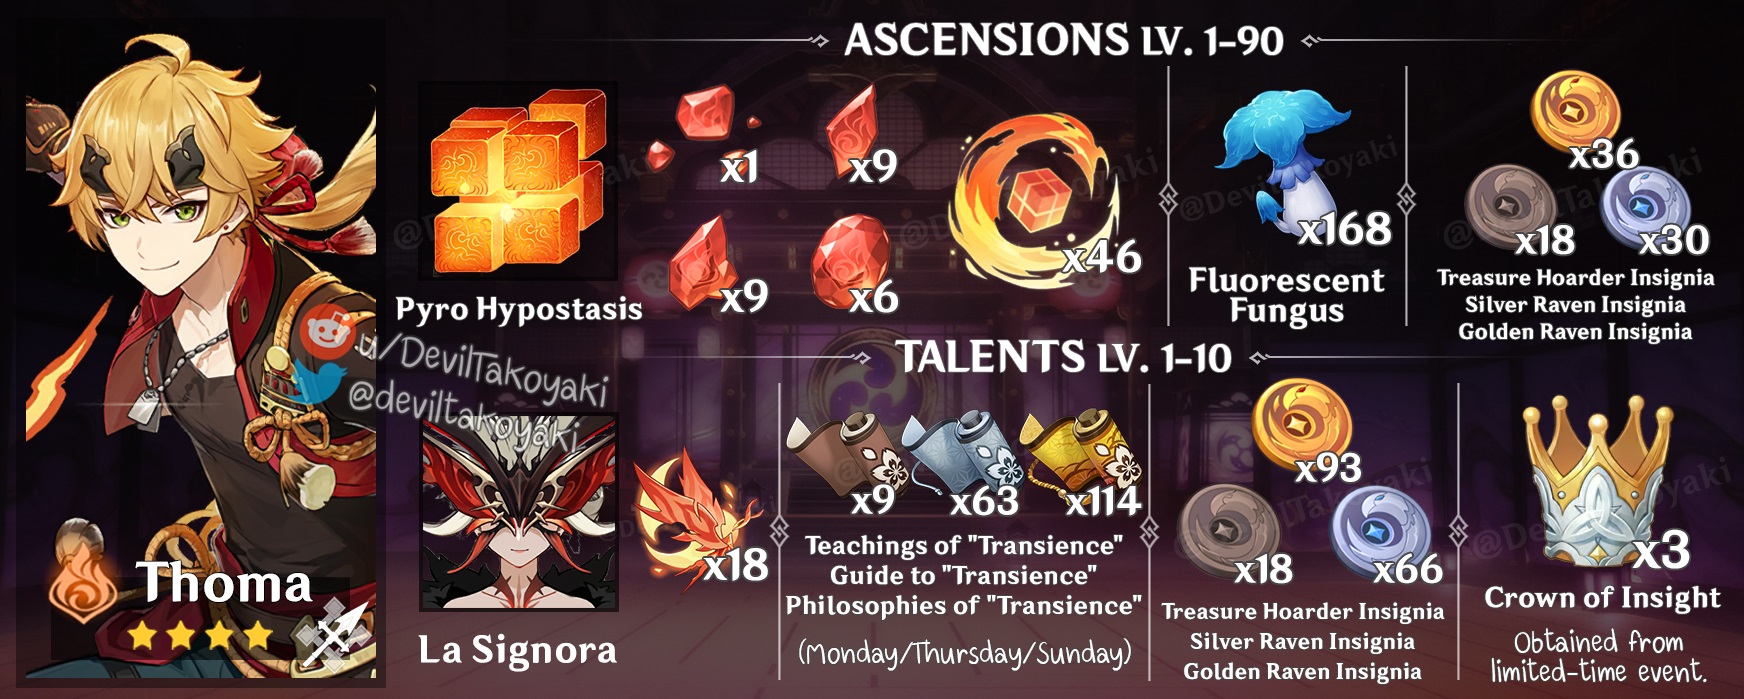 ASCENSIONS LV. 1-90
x1
x9
x9
x6
x46
x168
x36
x18
x30
Pyro Hypostasis
Fluorescent
Fungus
Treasure Hoarder Insignia
Silver Raven Insignia
Golden Raven Insignia
u/DevilTakoyaki
@deviltakoyaki
TALENTS LV. 1-10
x18
x9
x63
x114
Teachings of "Transience"
Guide to "Transience"
Philosophies of "Transience"
(Monday/Thursday/Sunday)
x93
x18
x66
Treasure Hoarder Insignia
Silver Raven Insignia
Golden Raven Insignia
x3
Crown of Insight
Obtained from
limited-time event.
Thoma
La Signora